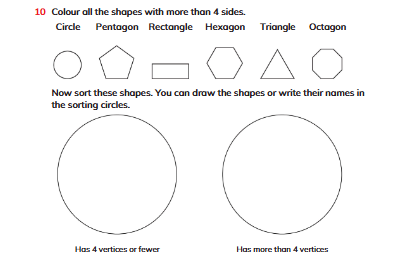 10 Colour all the shapes with more than 4 sides.
Circle Pentagon Rectangle Hexagon Triangle Octagon
Now sort these shapes. You can draw the shapes or write their names in
the sorting circles.
Has 4 vertices or fewer Has more than 4 vertices